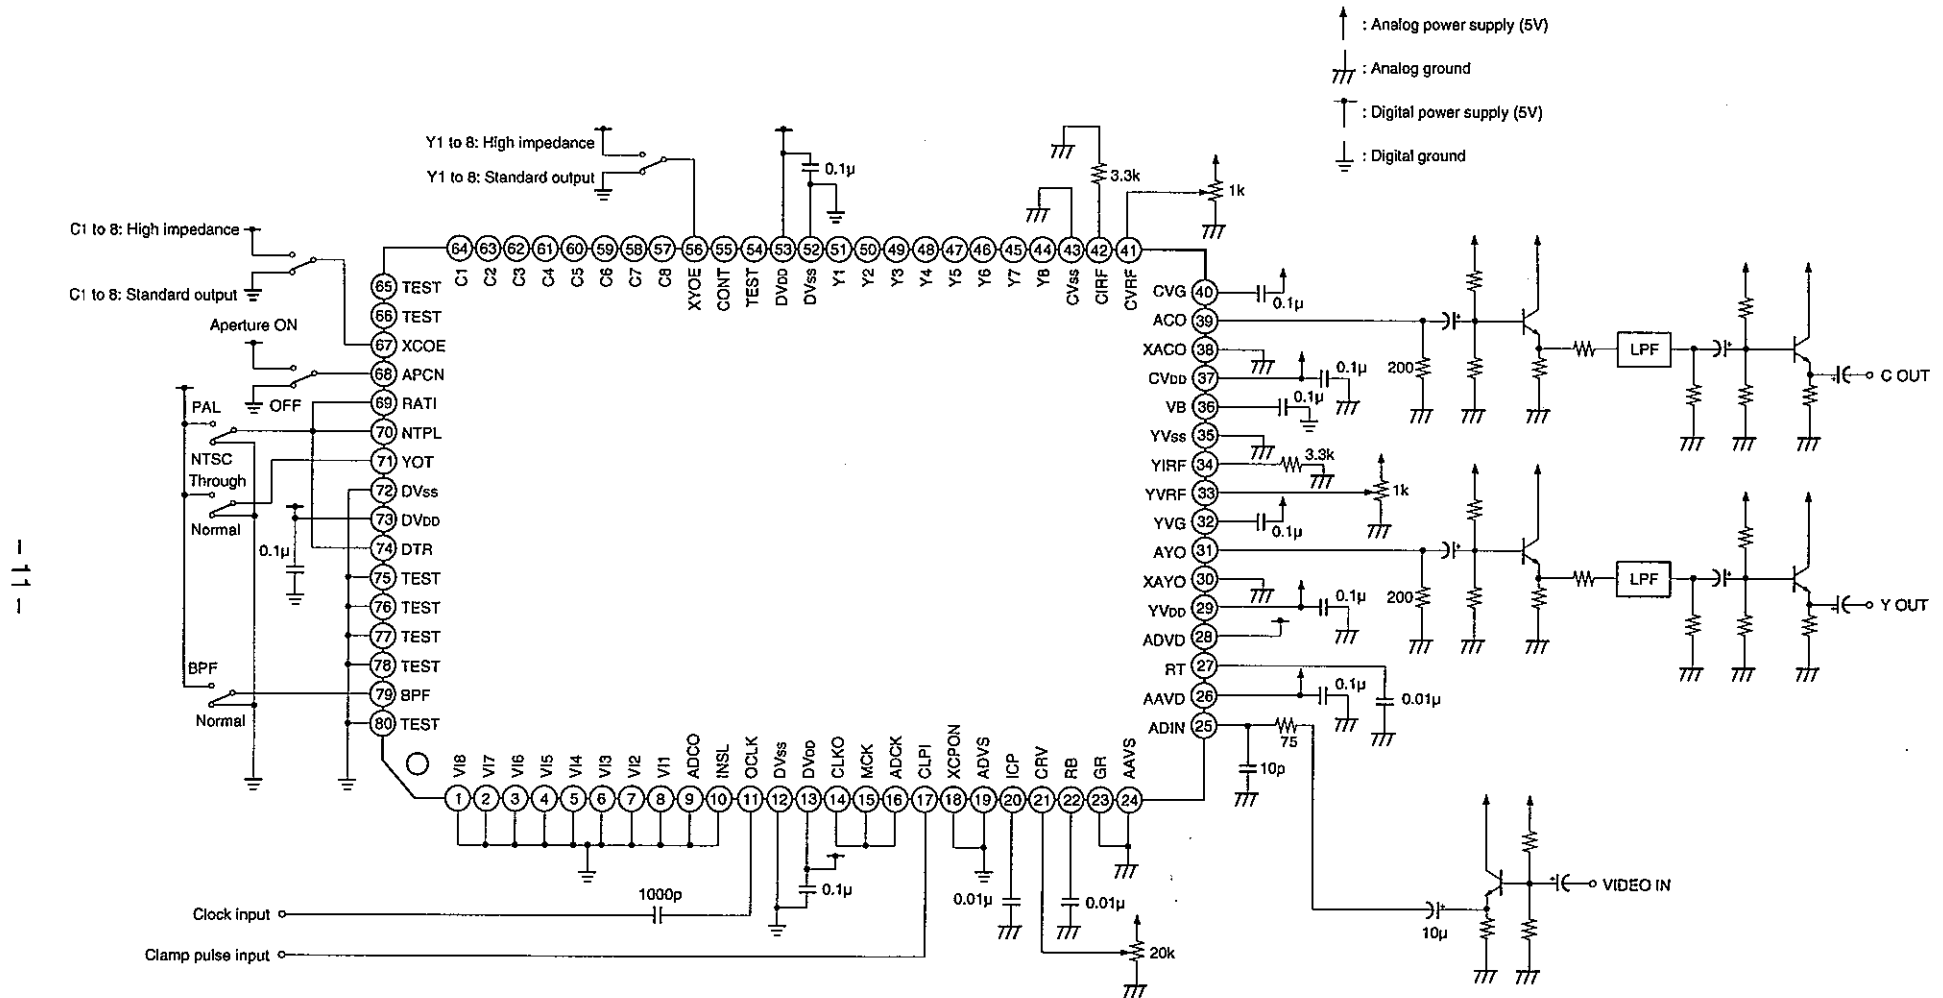 : Analog power supply (5V)
: Analog ground
: Digital power supply (5V)
: Digital ground
Y1 to 8: High impedance
Y1 to 8: Standard output
0.1µ
3.3k
1k
C1 to 8: High impedance
C1 to 8: Standard output
64 63 62 61 60 59 58 57 56 55 54 53 52 51 50 49 48 47 46 45 44 43 42 41
C1 C2 C3 C4 C5 C6 C7 C8 XYOE CONT TEST DVDD DVss Y1 Y2 Y3 Y4 Y5 Y6 Y7 Y8 CVss CIRF CVRF
65 TEST
66 TEST
Aperture ON
67 XCOE
68 APCN
OFF
69 RATI
PAL
70 NTPL
NTSC
71 YOT
Through
72 DVss
Normal
73 DVDD
0.1µ
74 DTR
75 TEST
76 TEST
77 TEST
78 TEST
BPF
79 BPF
Normal
80 TEST
CVG 40
0.1µ
ACO 39
XACO 38
CVDD 37
0.1µ
VB 36
0.1µ
YVss 35
YIRF 34
3.3k
YVRF 33
1k
YVG 32
0.1µ
AYO 31
XAYO 30
YVDD 29
0.1µ
ADVD 28
RT 27
0.01µ
AAVD 26
0.1µ
ADIN 25
75
10p
200
LPF
C OUT
200
LPF
Y OUT
VI8 VI7 VI6 VI5 VI4 VI3 VI2 VI1 ADCO INSL OCLK DVss DVDD CLKO MCK ADCK CLPI XCPON ADVS ICP CRV RB GR AAVS
1 2 3 4 5 6 7 8 9 10 11 12 13 14 15 16 17 18 19 20 21 22 23 24
1000p
0.1µ
0.01µ
0.01µ
20k
10µ
VIDEO IN
Clock input
Clamp pulse input
– 11 –